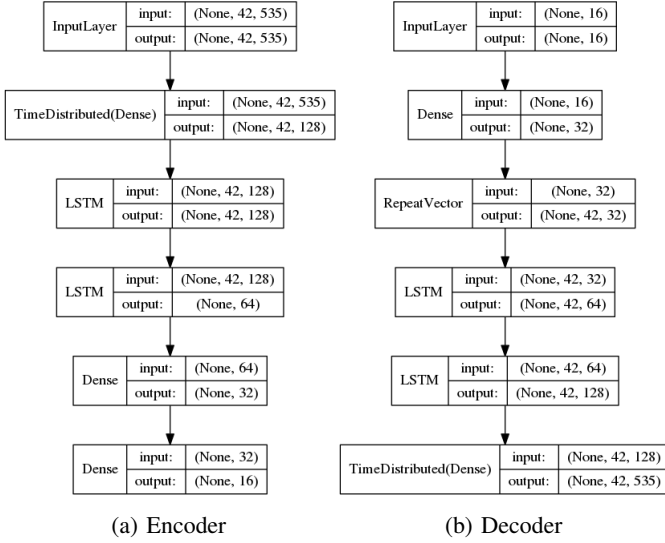 InputLayer input: (None, 42, 535)
output: (None, 42, 535)
TimeDistributed(Dense) input: (None, 42, 535)
output: (None, 42, 128)
LSTM input: (None, 42, 128)
output: (None, 42, 128)
LSTM input: (None, 42, 128)
output: (None, 64)
Dense input: (None, 64)
output: (None, 32)
Dense input: (None, 32)
output: (None, 16)
(a) Encoder
InputLayer input: (None, 16)
output: (None, 16)
Dense input: (None, 16)
output: (None, 32)
RepeatVector input: (None, 32)
output: (None, 42, 32)
LSTM input: (None, 42, 32)
output: (None, 42, 64)
LSTM input: (None, 42, 64)
output: (None, 42, 128)
TimeDistributed(Dense) input: (None, 42, 128)
output: (None, 42, 535)
(b) Decoder